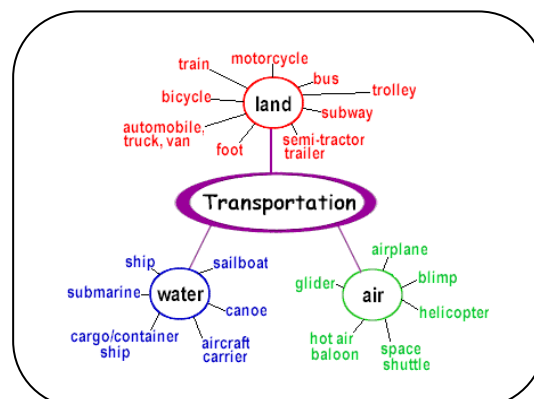 motorcycle
train
bus
trolley
bicycle
land
subway
automobile,
truck, van
foot
semi-tractor
trailer
Transportation
ship
sailboat
submarine
water
canoe
cargo/container
ship
aircraft
carrier
airplane
glider
blimp
air
helicopter
hot air
baloon
space
shuttle